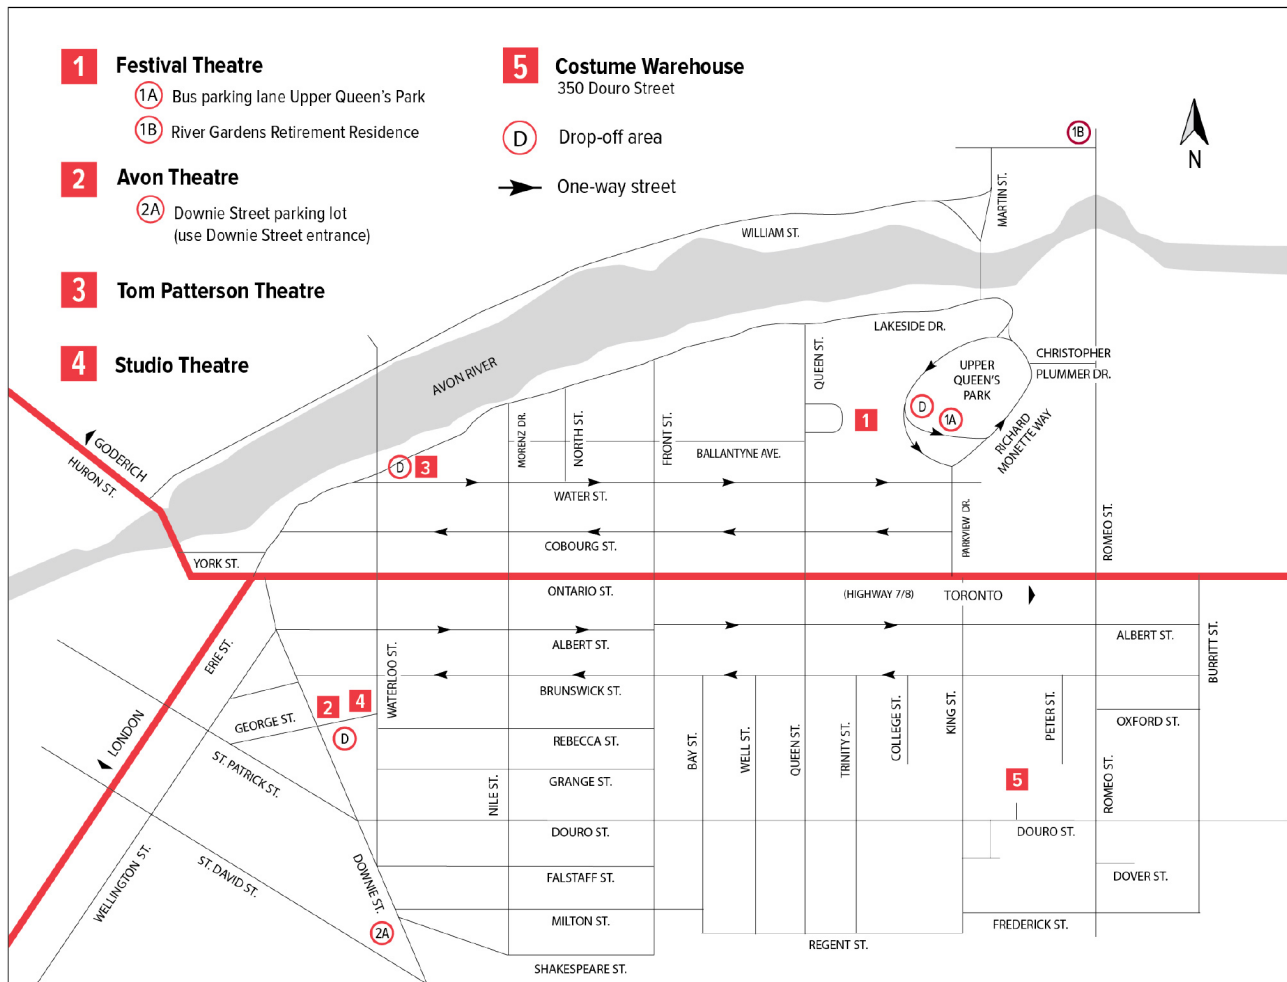 1 Festival Theatre
1A Bus parking lane Upper Queen's Park
1B River Gardens Retirement Residence
2 Avon Theatre
2A Downie Street parking lot
(use Downie Street entrance)
3 Tom Patterson Theatre
4 Studio Theatre
5 Costume Warehouse
350 Douro Street
D Drop-off area
One-way street
N
1B
MARTIN ST.
WILLIAM ST.
AVON RIVER
LAKESIDE DR.
QUEEN ST.
UPPER
QUEEN'S
PARK
CHRISTOPHER
PLUMMER DR.
D
1A
1
RICHARD
MONETTE WAY
GODERICH
HURON ST.
MORENZ DR.
NORTH ST.
FRONT ST.
BALLANTYNE AVE.
D 3
WATER ST.
PARKVIEW DR.
ROMEO ST.
COBOURG ST.
YORK ST.
ONTARIO ST.
(HIGHWAY 7/8)
TORONTO
ERIE ST.
WATERLOO ST.
ALBERT ST.
ALBERT ST.
BURRITT ST.
BRUNSWICK ST.
2
4
GEORGE ST.
D
LONDON
ST. PATRICK ST.
REBECCA ST.
BAY ST.
WELL ST.
QUEEN ST.
TRINITY ST.
COLLEGE ST.
KING ST.
PETER ST.
OXFORD ST.
NILE ST.
GRANGE ST.
5
ROMEO ST.
DOURO ST.
DOURO ST.
WELLINGTON ST.
ST. DAVID ST.
DOWNIE ST.
FALSTAFF ST.
DOVER ST.
2A
MILTON ST.
FREDERICK ST.
REGENT ST.
SHAKESPEARE ST.